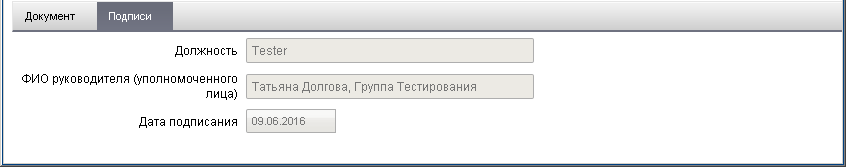 Документ Подписи
Должность Tester
ФИО руководителя (уполномоченного
лица) Татьяна Долгова, Группа Тестирования
Дата подписания 09.06.2016